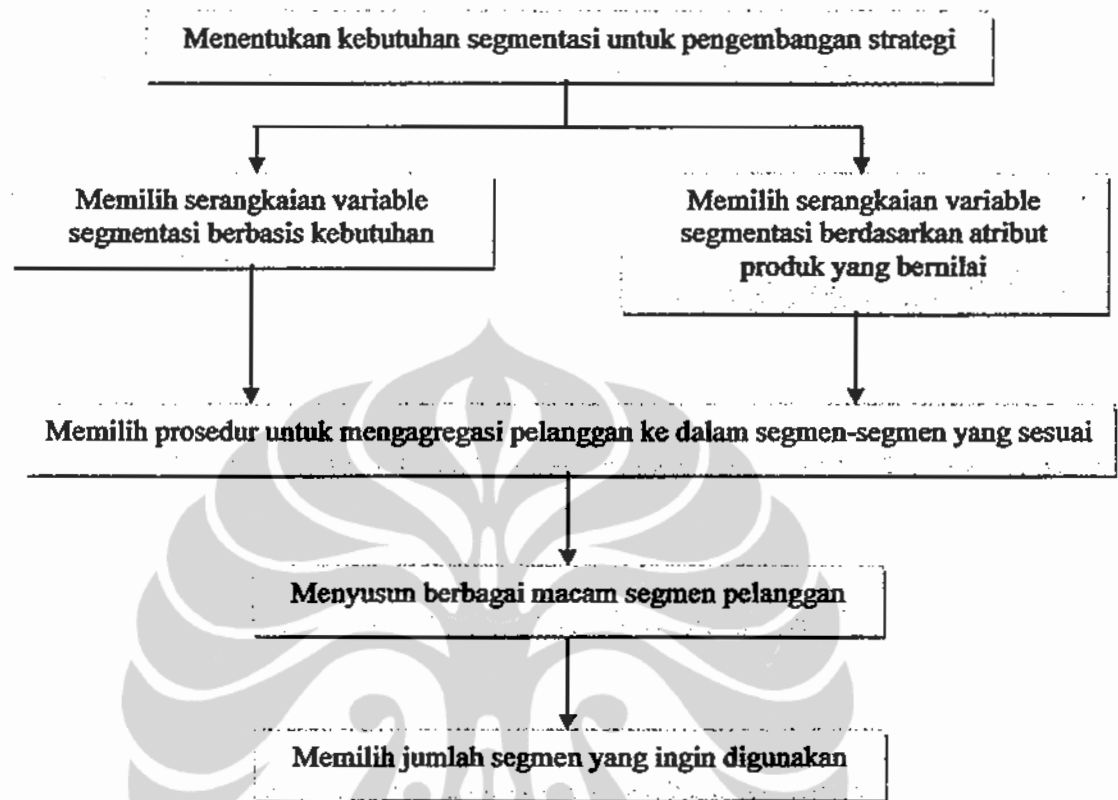 Menentukan kebutuhan segmentasi untuk pengembangan strategi
Memilih serangkaian variable
segmentasi berbasis kebutuhan
Memilih serangkaian variable
segmentasi berdasarkan atribut
produk yang bernilai
Memilih prosedur untuk mengagregasi pelanggan ke dalam segmen-segmen yang sesuai
Menyusun berbagai macam segmen pelanggan
Memilih jumlah segmen yang ingin digunakan